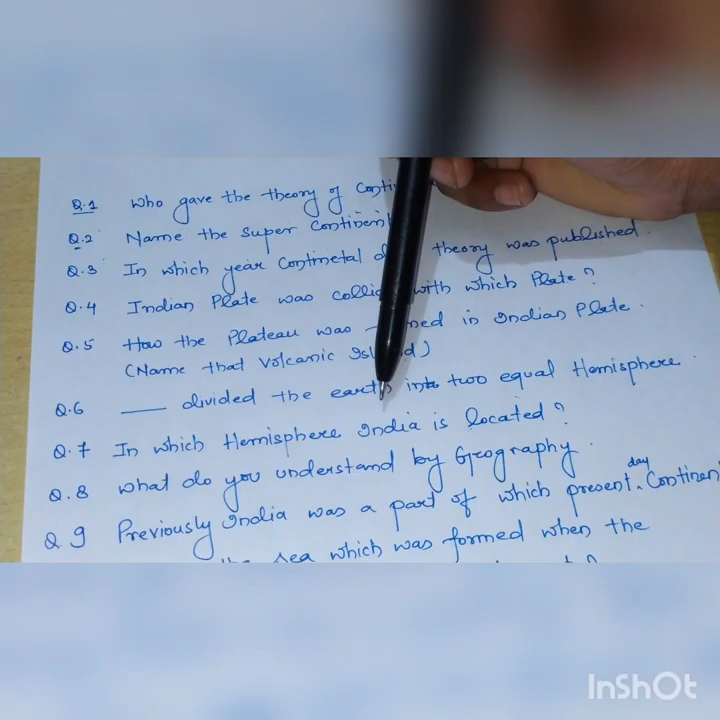 Q.1 Who gave the theory of Conti
Q.2 Name the Super Continent
Q.3 In which year Continetal d theory was published.
Q.4 Indian Plate was collid with which Plate?
Q.5 How the Plateau was ned in Indian Plate.
(Name that Volcanic Island)
Q.6 ___ divided the earth into two equal Hemisphere.
Q.7 In which Hemisphere India is located?
Q.8 What do you understand by Geography.
day
Q.9 Previously India was a part of which present Continen
sea which was formed when the
InShOt